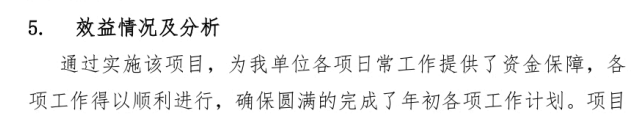 5. 效益情况及分析
通过实施该项目，为我单位各项日常工作提供了资金保障，各
项工作得以顺利进行，确保圆满的完成了年初各项工作计划。项目